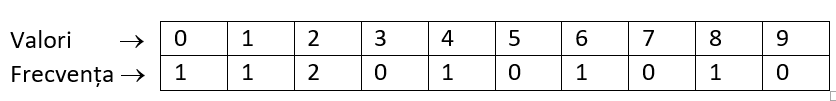 Valori → 0 1 2 3 4 5 6 7 8 9
Frecvența → 1 1 2 0 1 0 1 0 1 0